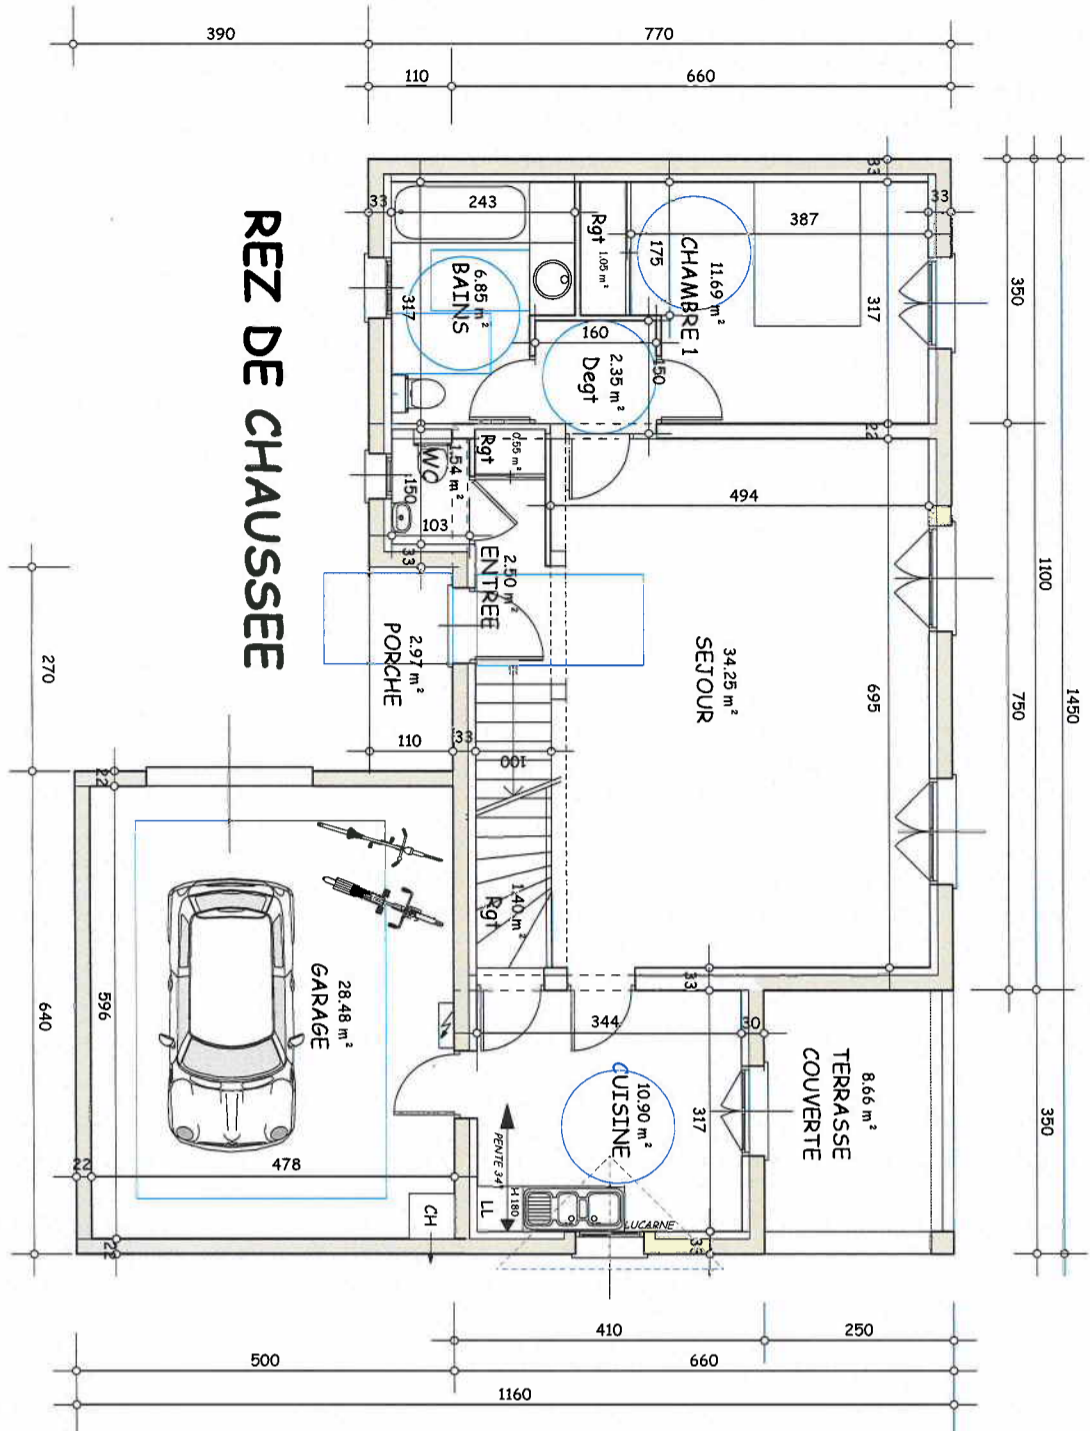 390
770
110
660
33
33
33
243
387
Rgt 1.05 m²
175
CHAMBRE 1
11.69 m²
317
350
BAINS
6.85 m²
317
160
Degt
2.35 m²
150
22
REZ DE CHAUSSEE
Rgt
0.55 m²
WC
1.54 m²
150
103
33
494
ENTREE
2.50 m²
PORCHE
2.97 m²
SEJOUR
34.25 m²
695
1100
750
1450
270
110
33
100
22
Rgt
1.40 m²
33
GARAGE
28.48 m²
596
640
344
30
CUISINE
10.90 m²
317
TERRASSE
COUVERTE
8.66 m²
350
PENTE 34°
22
478
LL
H 180
CH
LUCARNE
33
22
410
250
500
660
1160